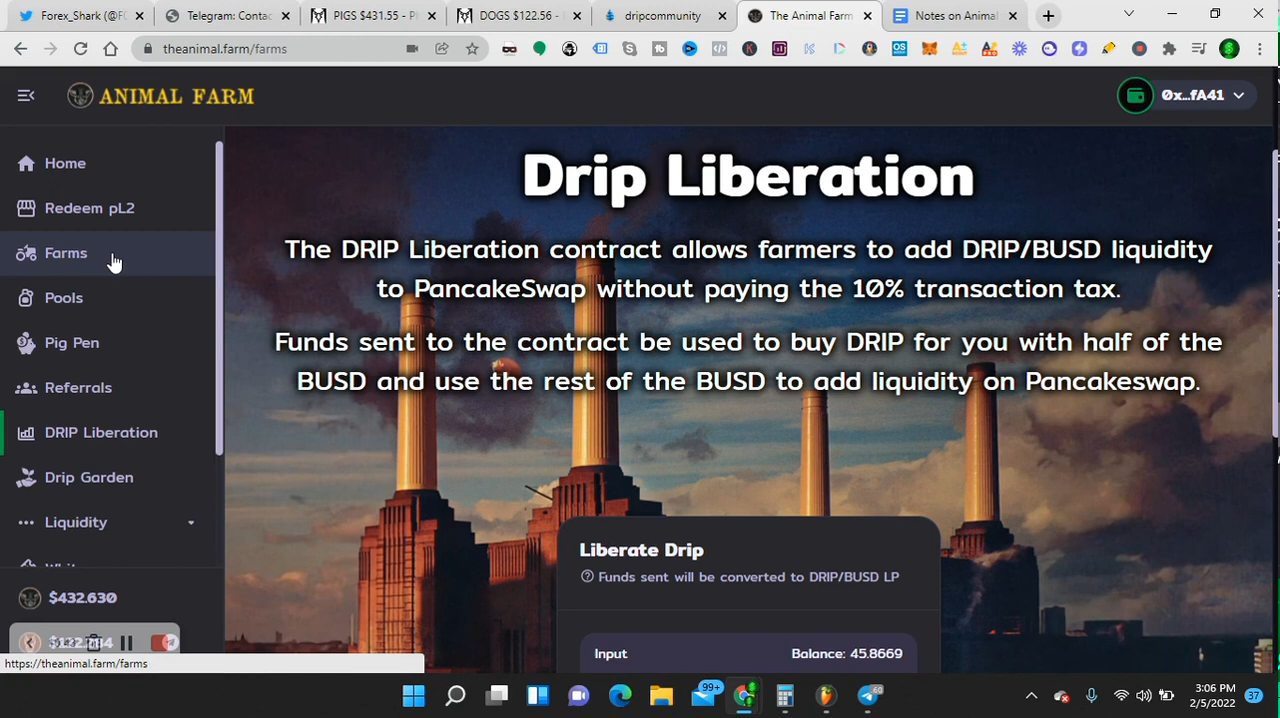 Forex_Shark (@FU
Telegram: Contac
PIGS $431.55 - P
DOGS $122.56 -
dripcommunity
The Animal Farm
Notes on Animal
theanimal.farm/farms
ANIMAL FARM
0x...fA41
Home
Redeem pL2
Farms
Pools
Pig Pen
Referrals
DRIP Liberation
Drip Garden
Liquidity
$432.630
Drip Liberation
The DRIP Liberation contract allows farmers to add DRIP/BUSD liquidity
to PancakeSwap without paying the 10% transaction tax.
Funds sent to the contract be used to buy DRIP for you with half of the
BUSD and use the rest of the BUSD to add liquidity on Pancakeswap.
Liberate Drip
Funds sent will be converted to DRIP/BUSD LP
Input
Balance: 45.8669
https://theanimal.farm/farms
99+
60
3:06 PM
2/5/2022
37